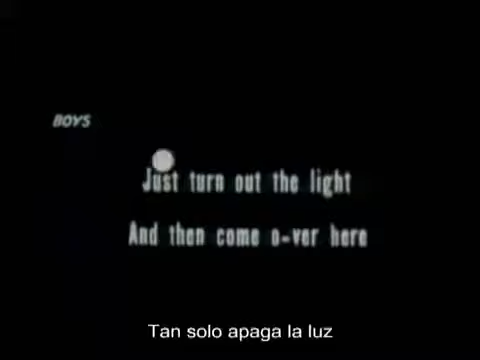 BOYS
Just turn out the light
And then come o-ver here
Tan solo apaga la luz